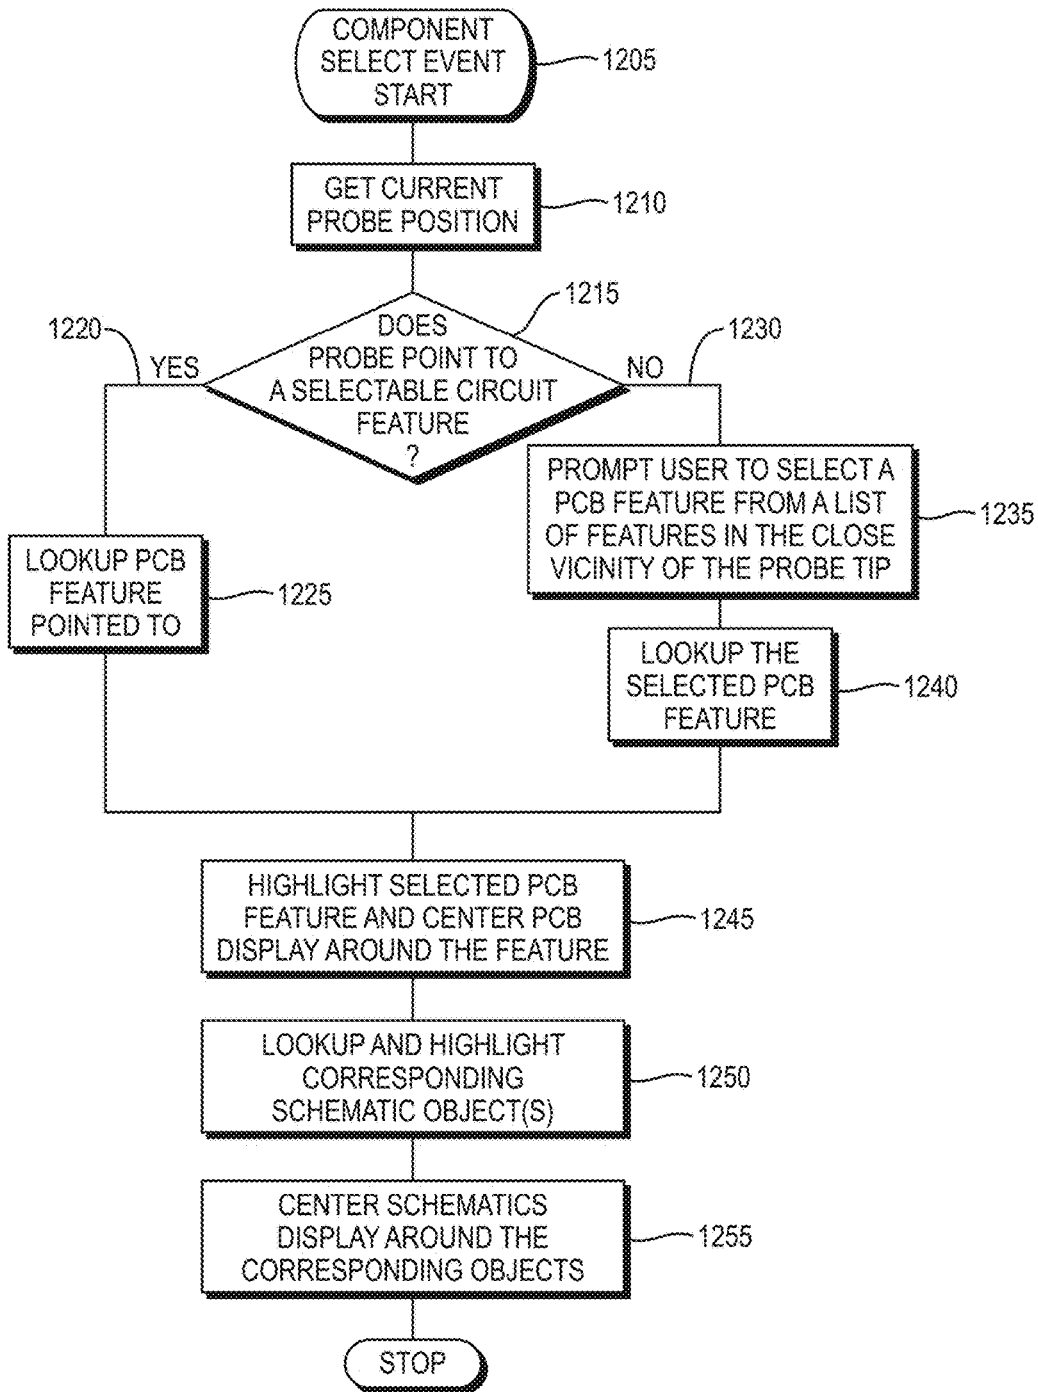 COMPONENT
SELECT EVENT
START
1205
GET CURRENT
PROBE POSITION
1210
1215
DOES
PROBE POINT TO
A SELECTABLE CIRCUIT
FEATURE
?
1220
YES
NO
1230
LOOKUP PCB
FEATURE
POINTED TO
1225
PROMPT USER TO SELECT A
PCB FEATURE FROM A LIST
OF FEATURES IN THE CLOSE
VICINITY OF THE PROBE TIP
1235
LOOKUP THE
SELECTED PCB
FEATURE
1240
HIGHLIGHT SELECTED PCB
FEATURE AND CENTER PCB
DISPLAY AROUND THE FEATURE
1245
LOOKUP AND HIGHLIGHT
CORRESPONDING
SCHEMATIC OBJECT(S)
1250
CENTER SCHEMATICS
DISPLAY AROUND THE
CORRESPONDING OBJECTS
1255
STOP